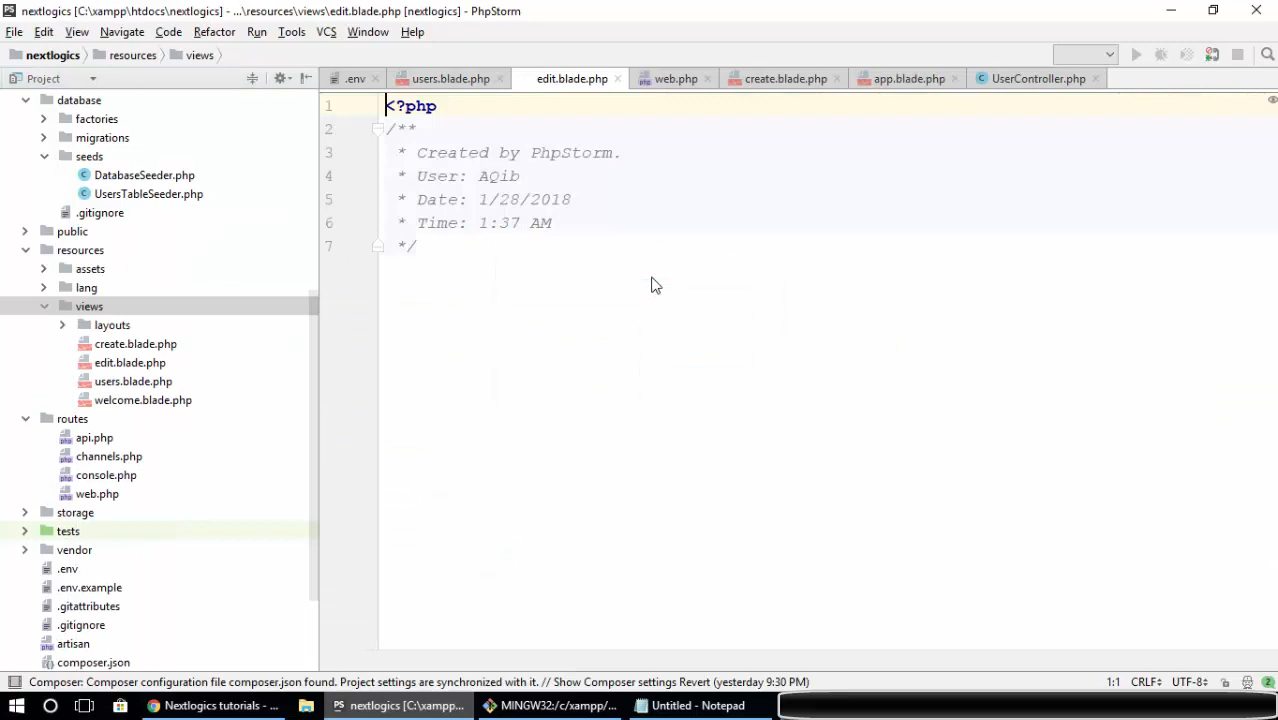 nextlogics [C:\xampp\htdocs\nextlogics] - ...\resources\views\edit.blade.php [nextlogics] - PhpStorm
File Edit View Navigate Code Refactor Run Tools VCS Window Help
nextlogics resources views
Project
.env users.blade.php edit.blade.php web.php create.blade.php app.blade.php UserController.php
database
factories
migrations
seeds
DatabaseSeeder.php
UsersTableSeeder.php
.gitignore
public
resources
assets
lang
views
layouts
create.blade.php
edit.blade.php
users.blade.php
welcome.blade.php
routes
api.php
channels.php
console.php
web.php
storage
tests
vendor
.env
.env.example
.gitattributes
.gitignore
artisan
composer.json
1 <?php
2 /**
3 * Created by PhpStorm.
4 * User: AQib
5 * Date: 1/28/2018
6 * Time: 1:37 AM
7 */
Composer: Composer configuration file composer.json found. Project settings are synchronized with it. // Show Composer settings Revert (yesterday 9:30 PM) 1:1 CRLF UTF-8 2
Nextlogics tutorials - ... nextlogics [C:\xampp... MINGW32:/c/xampp/... Untitled - Notepad